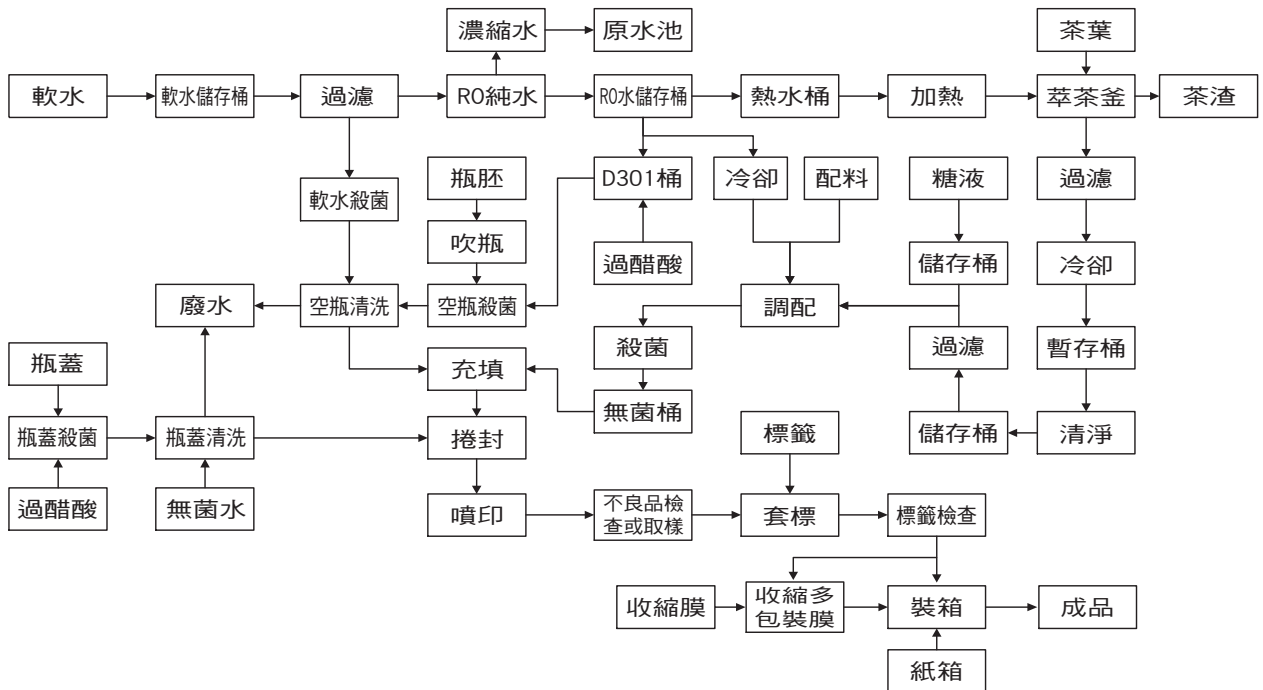 濃縮水
原水池
茶葉
軟水
軟水儲存桶
過濾
RO純水
RO水儲存桶
熱水桶
加熱
萃茶釜
茶渣
軟水殺菌
瓶胚
D301桶
冷卻
配料
糖液
過濾
吹瓶
過醋酸
儲存桶
冷卻
廢水
空瓶清洗
空瓶殺菌
調配
瓶蓋
充填
殺菌
過濾
暫存桶
瓶蓋殺菌
瓶蓋清洗
捲封
無菌桶
標籤
儲存桶
清淨
過醋酸
無菌水
噴印
不良品檢
查或取樣
套標
標籤檢查
收縮膜
收縮多
包裝膜
裝箱
成品
紙箱